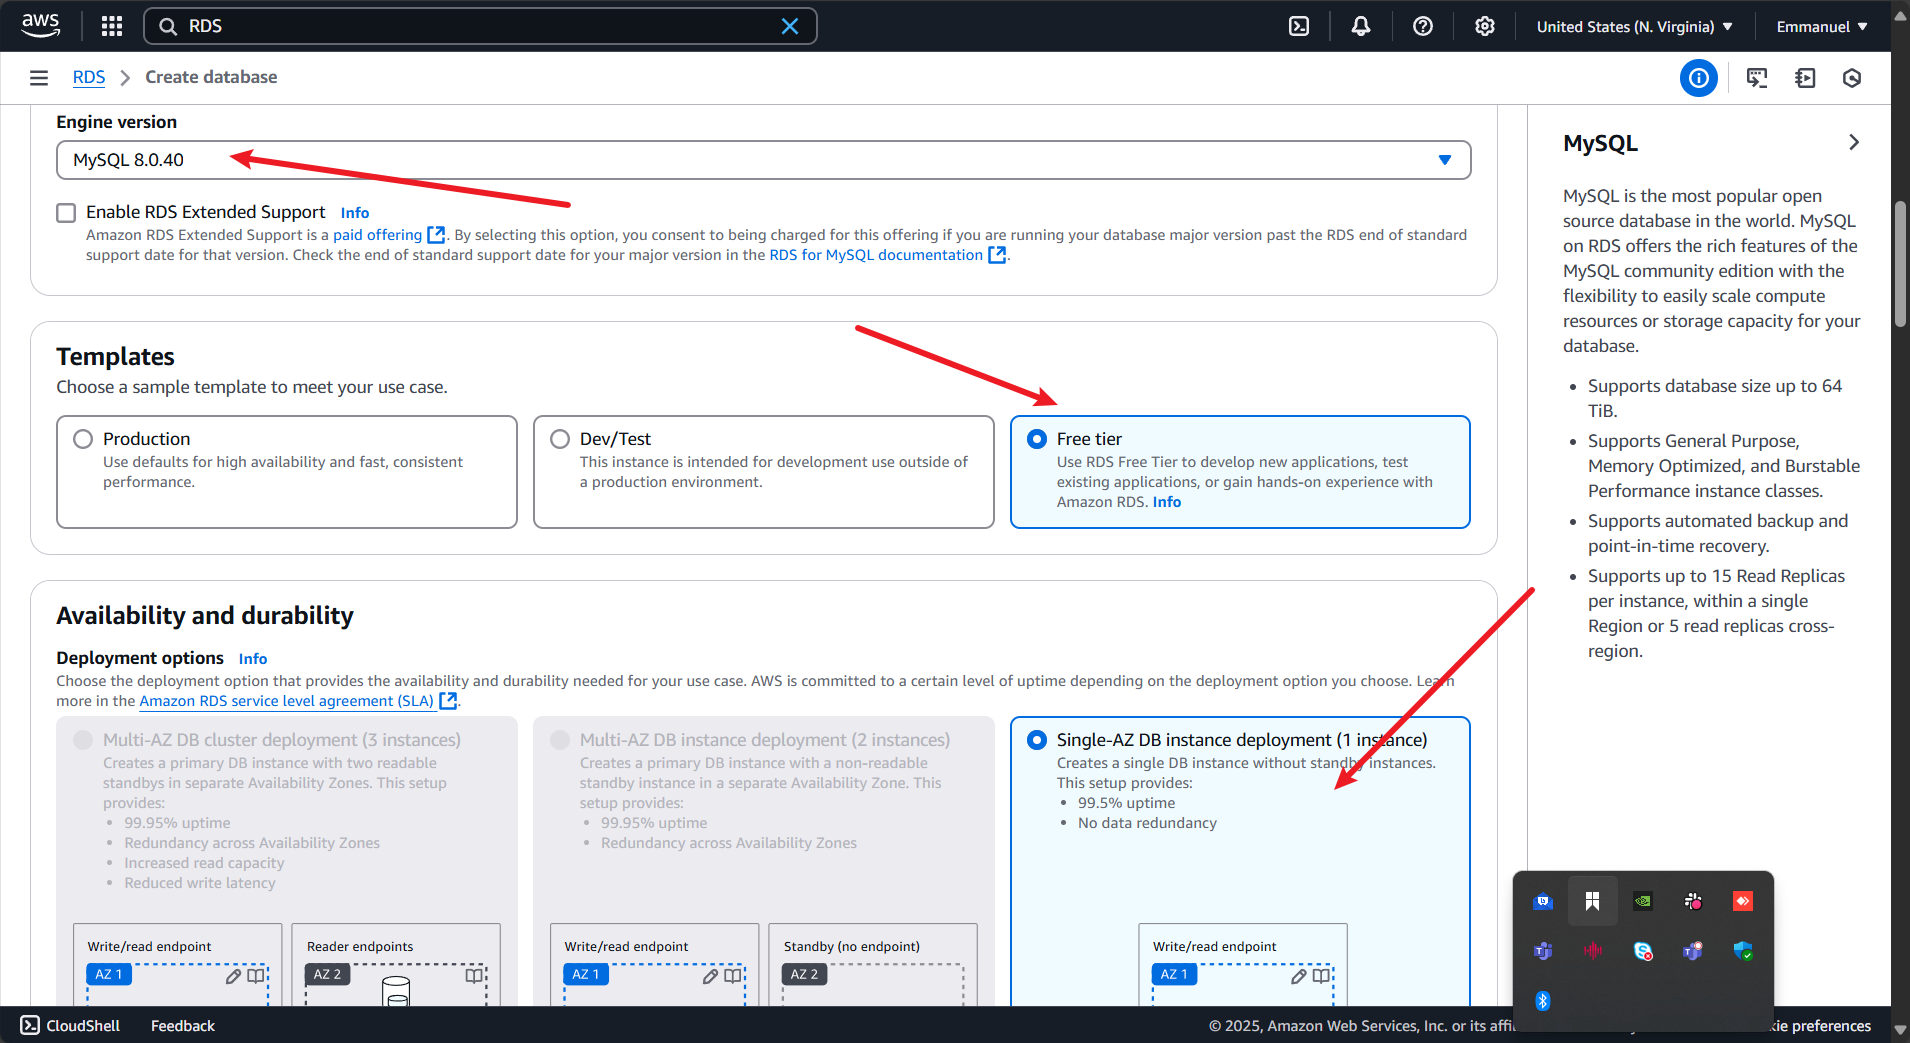 aws
RDS
United States (N. Virginia)
Emmanuel
RDS
Create database
Engine version
MySQL 8.0.40
Enable RDS Extended Support Info
Amazon RDS Extended Support is a paid offering. By selecting this option, you consent to being charged for this offering if you are running your database major version past the RDS end of standard
support date for that version. Check the end of standard support date for your major version in the RDS for MySQL documentation.
Templates
Choose a sample template to meet your use case.
Production
Use defaults for high availability and fast, consistent
performance.
Dev/Test
This instance is intended for development use outside of
a production environment.
Free tier
Use RDS Free Tier to develop new applications, test
existing applications, or gain hands-on experience with
Amazon RDS. Info
Availability and durability
Deployment options Info
Choose the deployment option that provides the availability and durability needed for your use case. AWS is committed to a certain level of uptime depending on the deployment option you choose. Learn
more in the Amazon RDS service level agreement (SLA).
Multi-AZ DB cluster deployment (3 instances)
Creates a primary DB instance with two readable
standbys in separate Availability Zones. This setup
provides:
• 99.95% uptime
• Redundancy across Availability Zones
• Increased read capacity
• Reduced write latency
Write/read endpoint
AZ 1
Reader endpoints
AZ 2
Multi-AZ DB instance deployment (2 instances)
Creates a primary DB instance with a non-readable
standby instance in a separate Availability Zone. This
setup provides:
• 99.95% uptime
• Redundancy across Availability Zones
Write/read endpoint
AZ 1
Standby (no endpoint)
AZ 2
Single-AZ DB instance deployment (1 instance)
Creates a single DB instance without standby instances.
This setup provides:
• 99.5% uptime
• No data redundancy
Write/read endpoint
AZ 1
MySQL
MySQL is the most popular open
source database in the world. MySQL
on RDS offers the rich features of the
MySQL community edition with the
flexibility to easily scale compute
resources or storage capacity for your
database.
• Supports database size up to 64
TiB.
• Supports General Purpose,
Memory Optimized, and Burstable
Performance instance classes.
• Supports automated backup and
point-in-time recovery.
• Supports up to 15 Read Replicas
per instance, within a single
Region or 5 read replicas cross-
region.
CloudShell
Feedback
© 2025, Amazon Web Services, Inc. or its affi
kie preferences